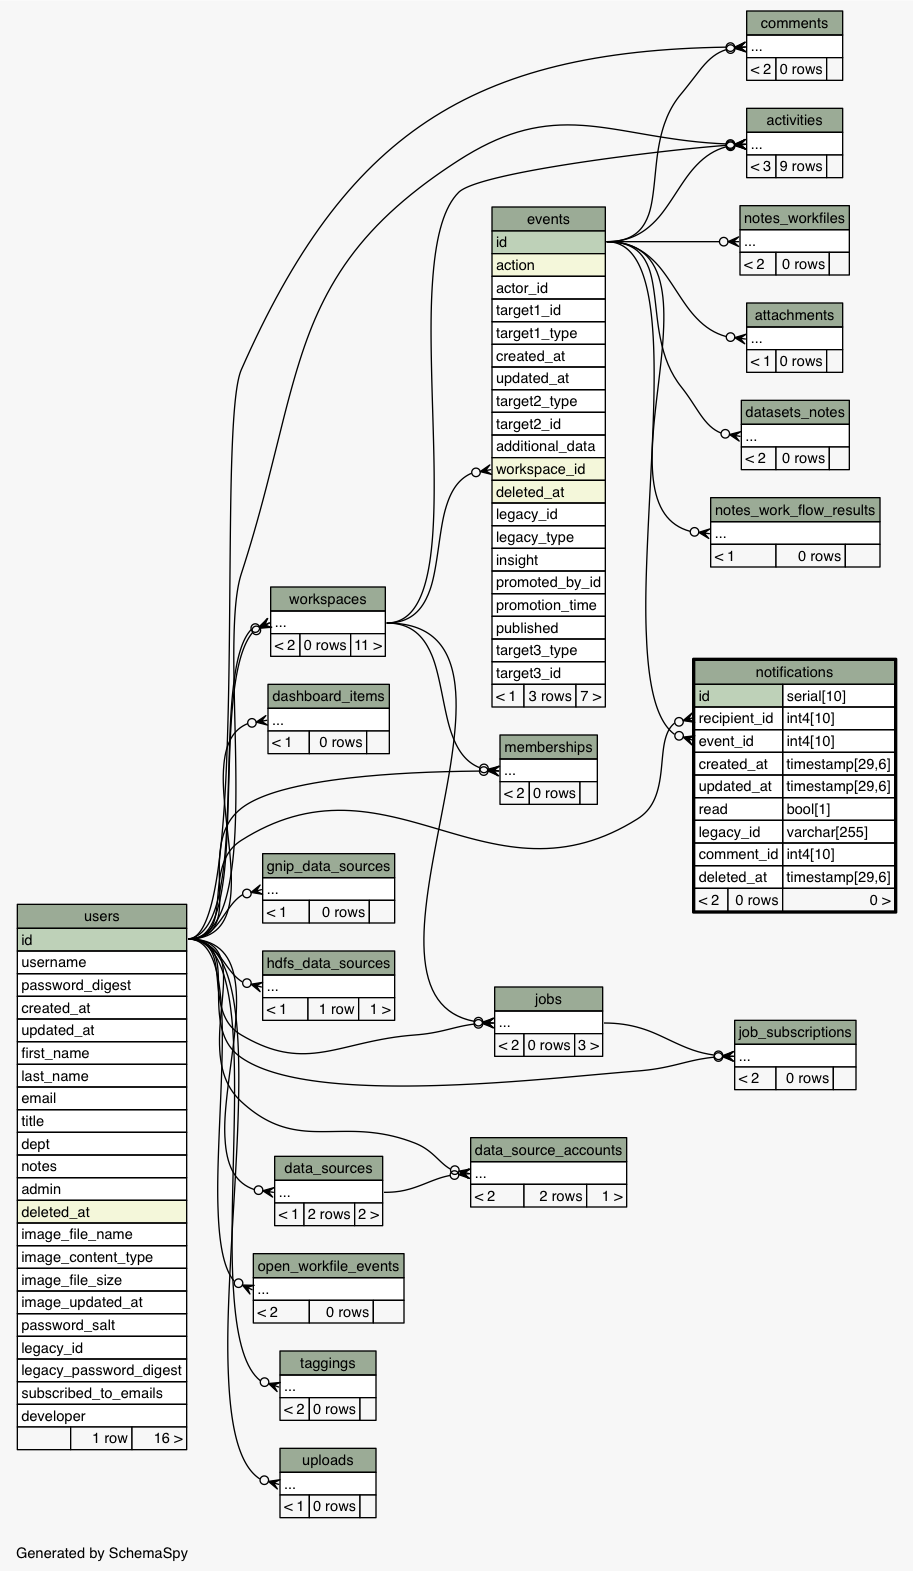 comments
...
< 2 0 rows
activities
...
< 3 9 rows
notes_workfiles
...
< 2 0 rows
attachments
...
< 1 0 rows
datasets_notes
...
< 2 0 rows
notes_work_flow_results
...
< 1 0 rows
events
id
action
actor_id
target1_id
target1_type
created_at
updated_at
target2_type
target2_id
additional_data
workspace_id
deleted_at
legacy_id
legacy_type
insight
promoted_by_id
promotion_time
published
target3_type
target3_id
< 1 3 rows 7 >
workspaces
...
< 2 0 rows 11 >
dashboard_items
...
< 1 0 rows
memberships
...
< 2 0 rows
notifications
id serial[10]
recipient_id int4[10]
event_id int4[10]
created_at timestamp[29,6]
updated_at timestamp[29,6]
read bool[1]
legacy_id varchar[255]
comment_id int4[10]
deleted_at timestamp[29,6]
< 2 0 rows 0 >
gnip_data_sources
...
< 1 0 rows
hdfs_data_sources
...
< 1 1 row 1 >
jobs
...
< 2 0 rows 3 >
job_subscriptions
...
< 2 0 rows
users
id
username
password_digest
created_at
updated_at
first_name
last_name
email
title
dept
notes
admin
deleted_at
image_file_name
image_content_type
image_file_size
image_updated_at
password_salt
legacy_id
legacy_password_digest
subscribed_to_emails
developer
1 row 16 >
data_sources
...
< 1 2 rows 2 >
data_source_accounts
...
< 2 2 rows 1 >
open_workfile_events
...
< 2 0 rows
taggings
...
< 2 0 rows
uploads
...
< 1 0 rows
Generated by SchemaSpy